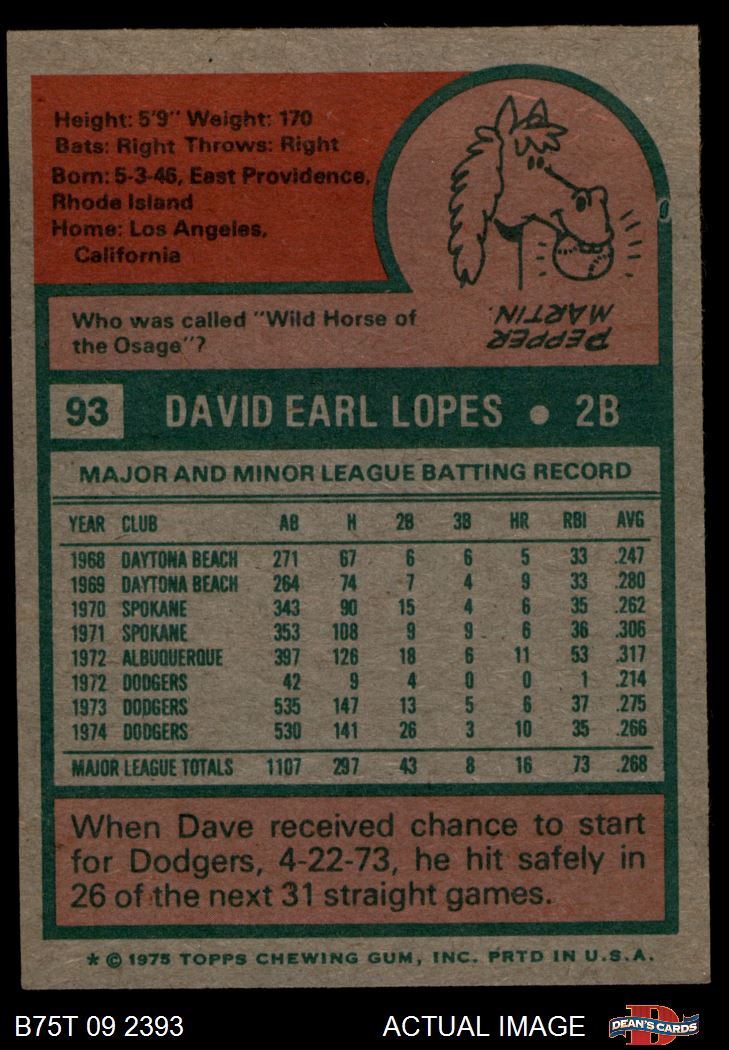 Height: 5'9" Weight: 170
Bats: Right Throws: Right
Born: 5-3-46, East Providence,
Rhode Island
Home: Los Angeles,
California
Who was called "Wild Horse of
the Osage"?
PEPPER
MARTIN.
93 DAVID EARL LOPES • 2B
MAJOR AND MINOR LEAGUE BATTING RECORD
YEAR CLUB AB H 2B 3B HR RBI AVG
1968 DAYTONA BEACH 271 67 6 6 5 33 .247
1969 DAYTONA BEACH 264 74 7 4 9 33 .280
1970 SPOKANE 343 90 15 4 6 35 .262
1971 SPOKANE 353 108 9 9 6 36 .306
1972 ALBUQUERQUE 397 126 18 6 11 53 .317
1972 DODGERS 42 9 4 0 0 1 .214
1973 DODGERS 535 147 13 5 6 37 .275
1974 DODGERS 530 141 26 3 10 35 .266
MAJOR LEAGUE TOTALS 1107 297 43 8 16 73 .268
When Dave received chance to start
for Dodgers, 4-22-73, he hit safely in
26 of the next 31 straight games.
* © 1975 TOPPS CHEWING GUM, INC. PRTD IN U.S.A.
B75T 09 2393 ACTUAL IMAGE DEAN'S CARDS